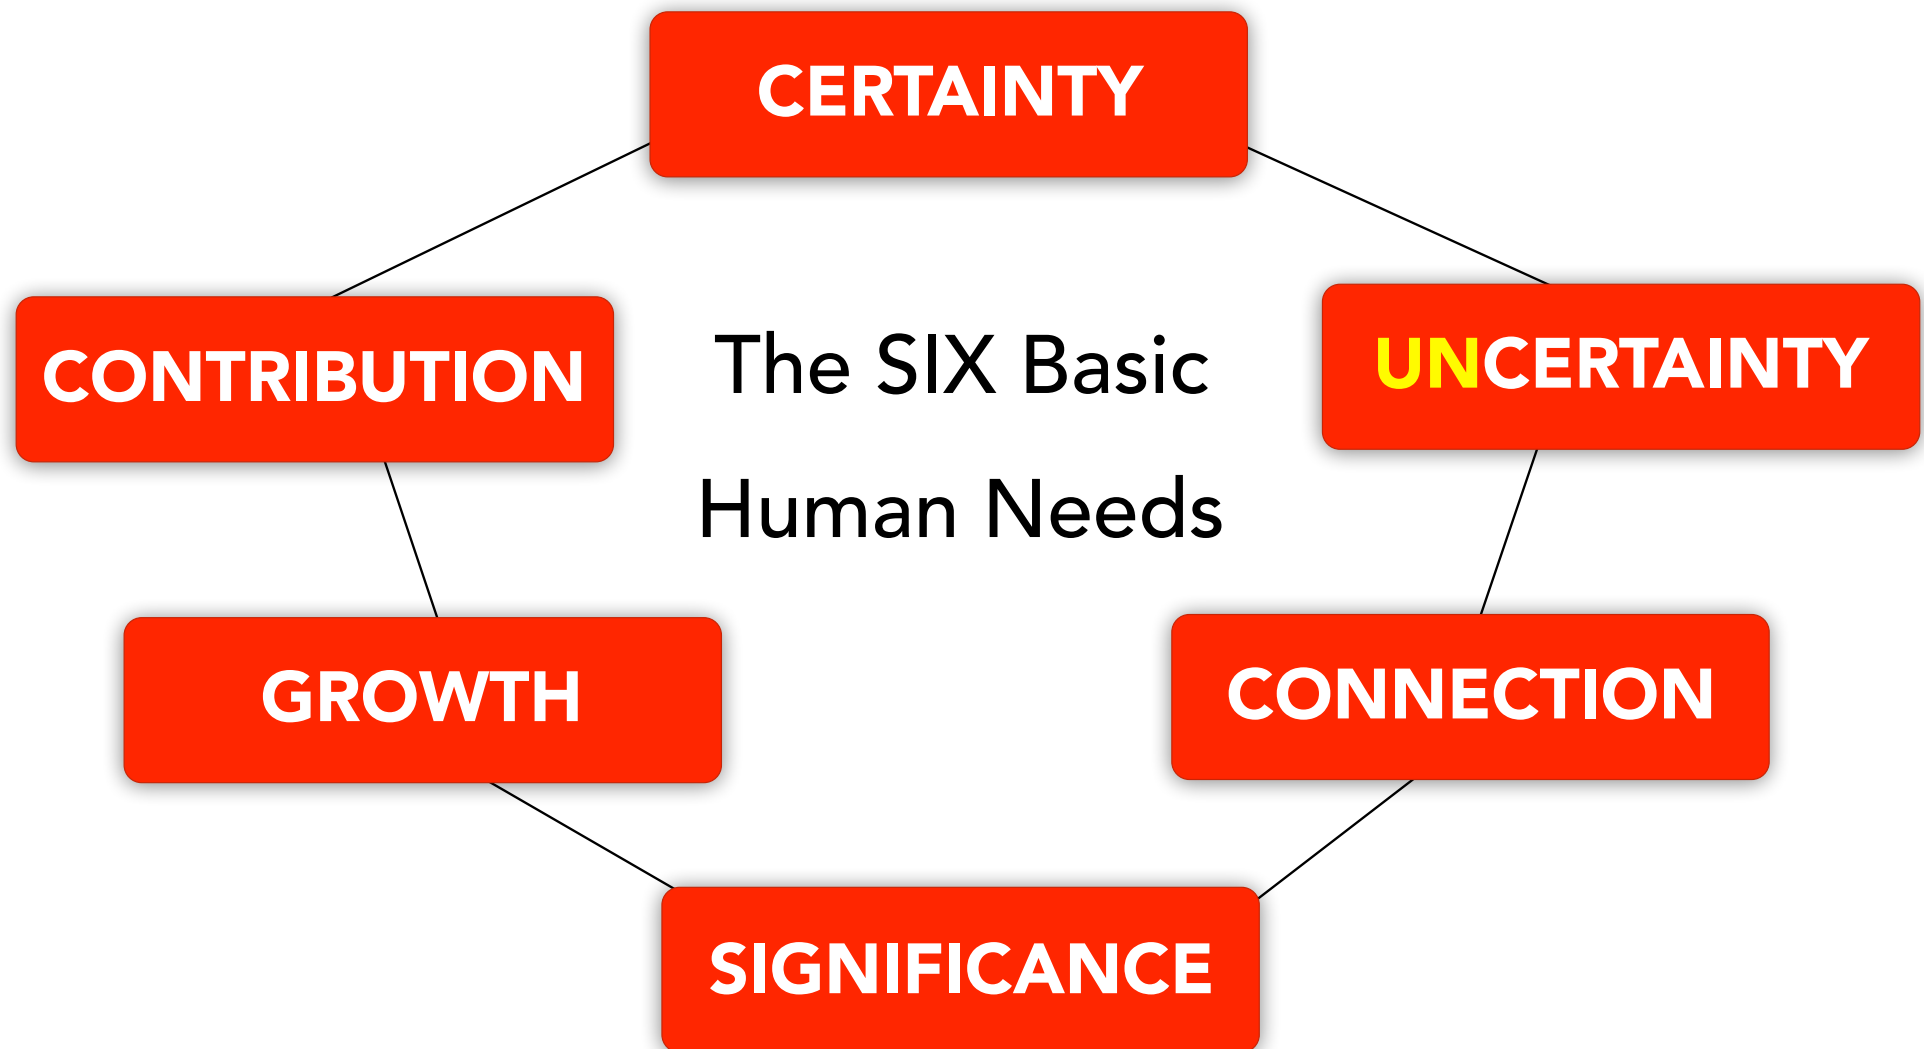 CERTAINTY
CONTRIBUTION
The SIX Basic
UNCERTAINTY
Human Needs
GROWTH
CONNECTION
SIGNIFICANCE